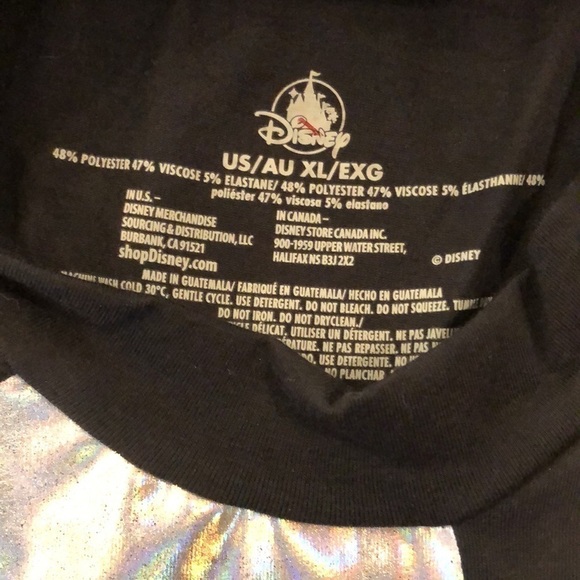 Disney
US/AU XL/EXG
48% POLYESTER 47% VISCOSE 5% ELASTANE/ 48% POLYESTER 47% VISCOSE 5% ÉLASTHANNE/ 48%
poliéster 47% viscosa 5% elastano
IN U.S. –
DISNEY MERCHANDISE
SOURCING & DISTRIBUTION, LLC
BURBANK, CA 91521
shopDisney.com
IN CANADA –
DISNEY STORE CANADA INC.
900-1959 UPPER WATER STREET,
HALIFAX NS B3J 2X2
© DISNEY
MADE IN GUATEMALA/ FABRIQUÉ EN GUATEMALA/ HECHO EN GUATEMALA
MACHINE WASH COLD 30°C, GENTLE CYCLE. USE DETERGENT. DO NOT BLEACH. DO NOT SQUEEZE.
DO NOT IRON. DO NOT DRYCLEAN./
DÉLICAT, UTILISER UN DÉTERGENT. NE PAS
NE PAS REPASSER. NE PAS
USE DETERGENTE. NO
NO PLANCHAR